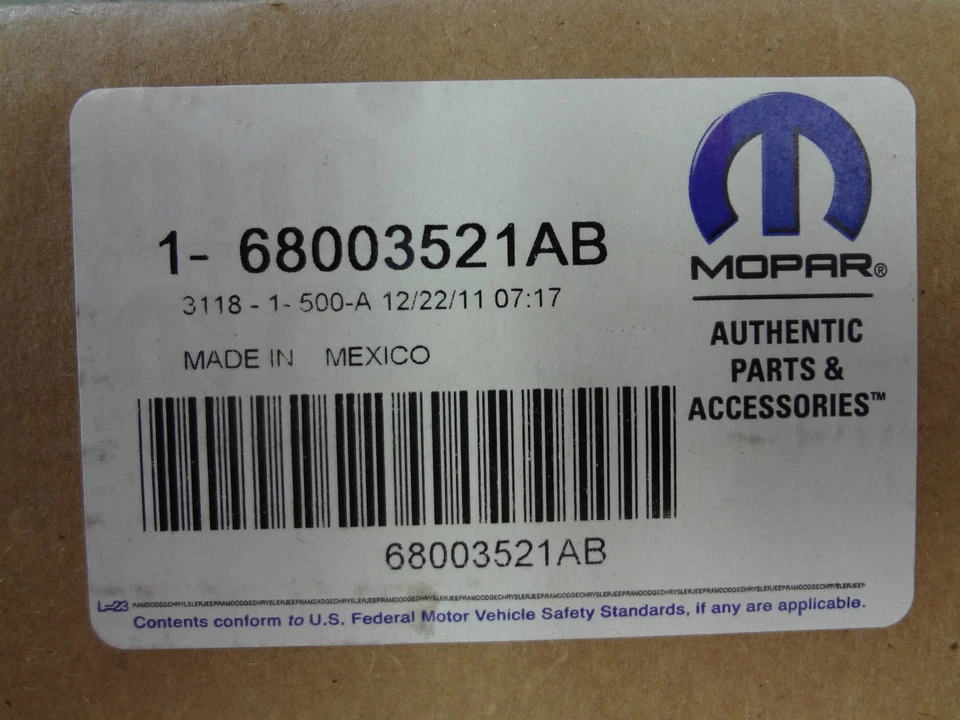 1- 68003521AB
3118 - 1- 500-A 12/22/11 07:17
MADE IN MEXICO
68003521AB
MOPAR®
AUTHENTIC
PARTS &
ACCESSORIES™
L=23
Contents conform to U.S. Federal Motor Vehicle Safety Standards, if any are applicable.